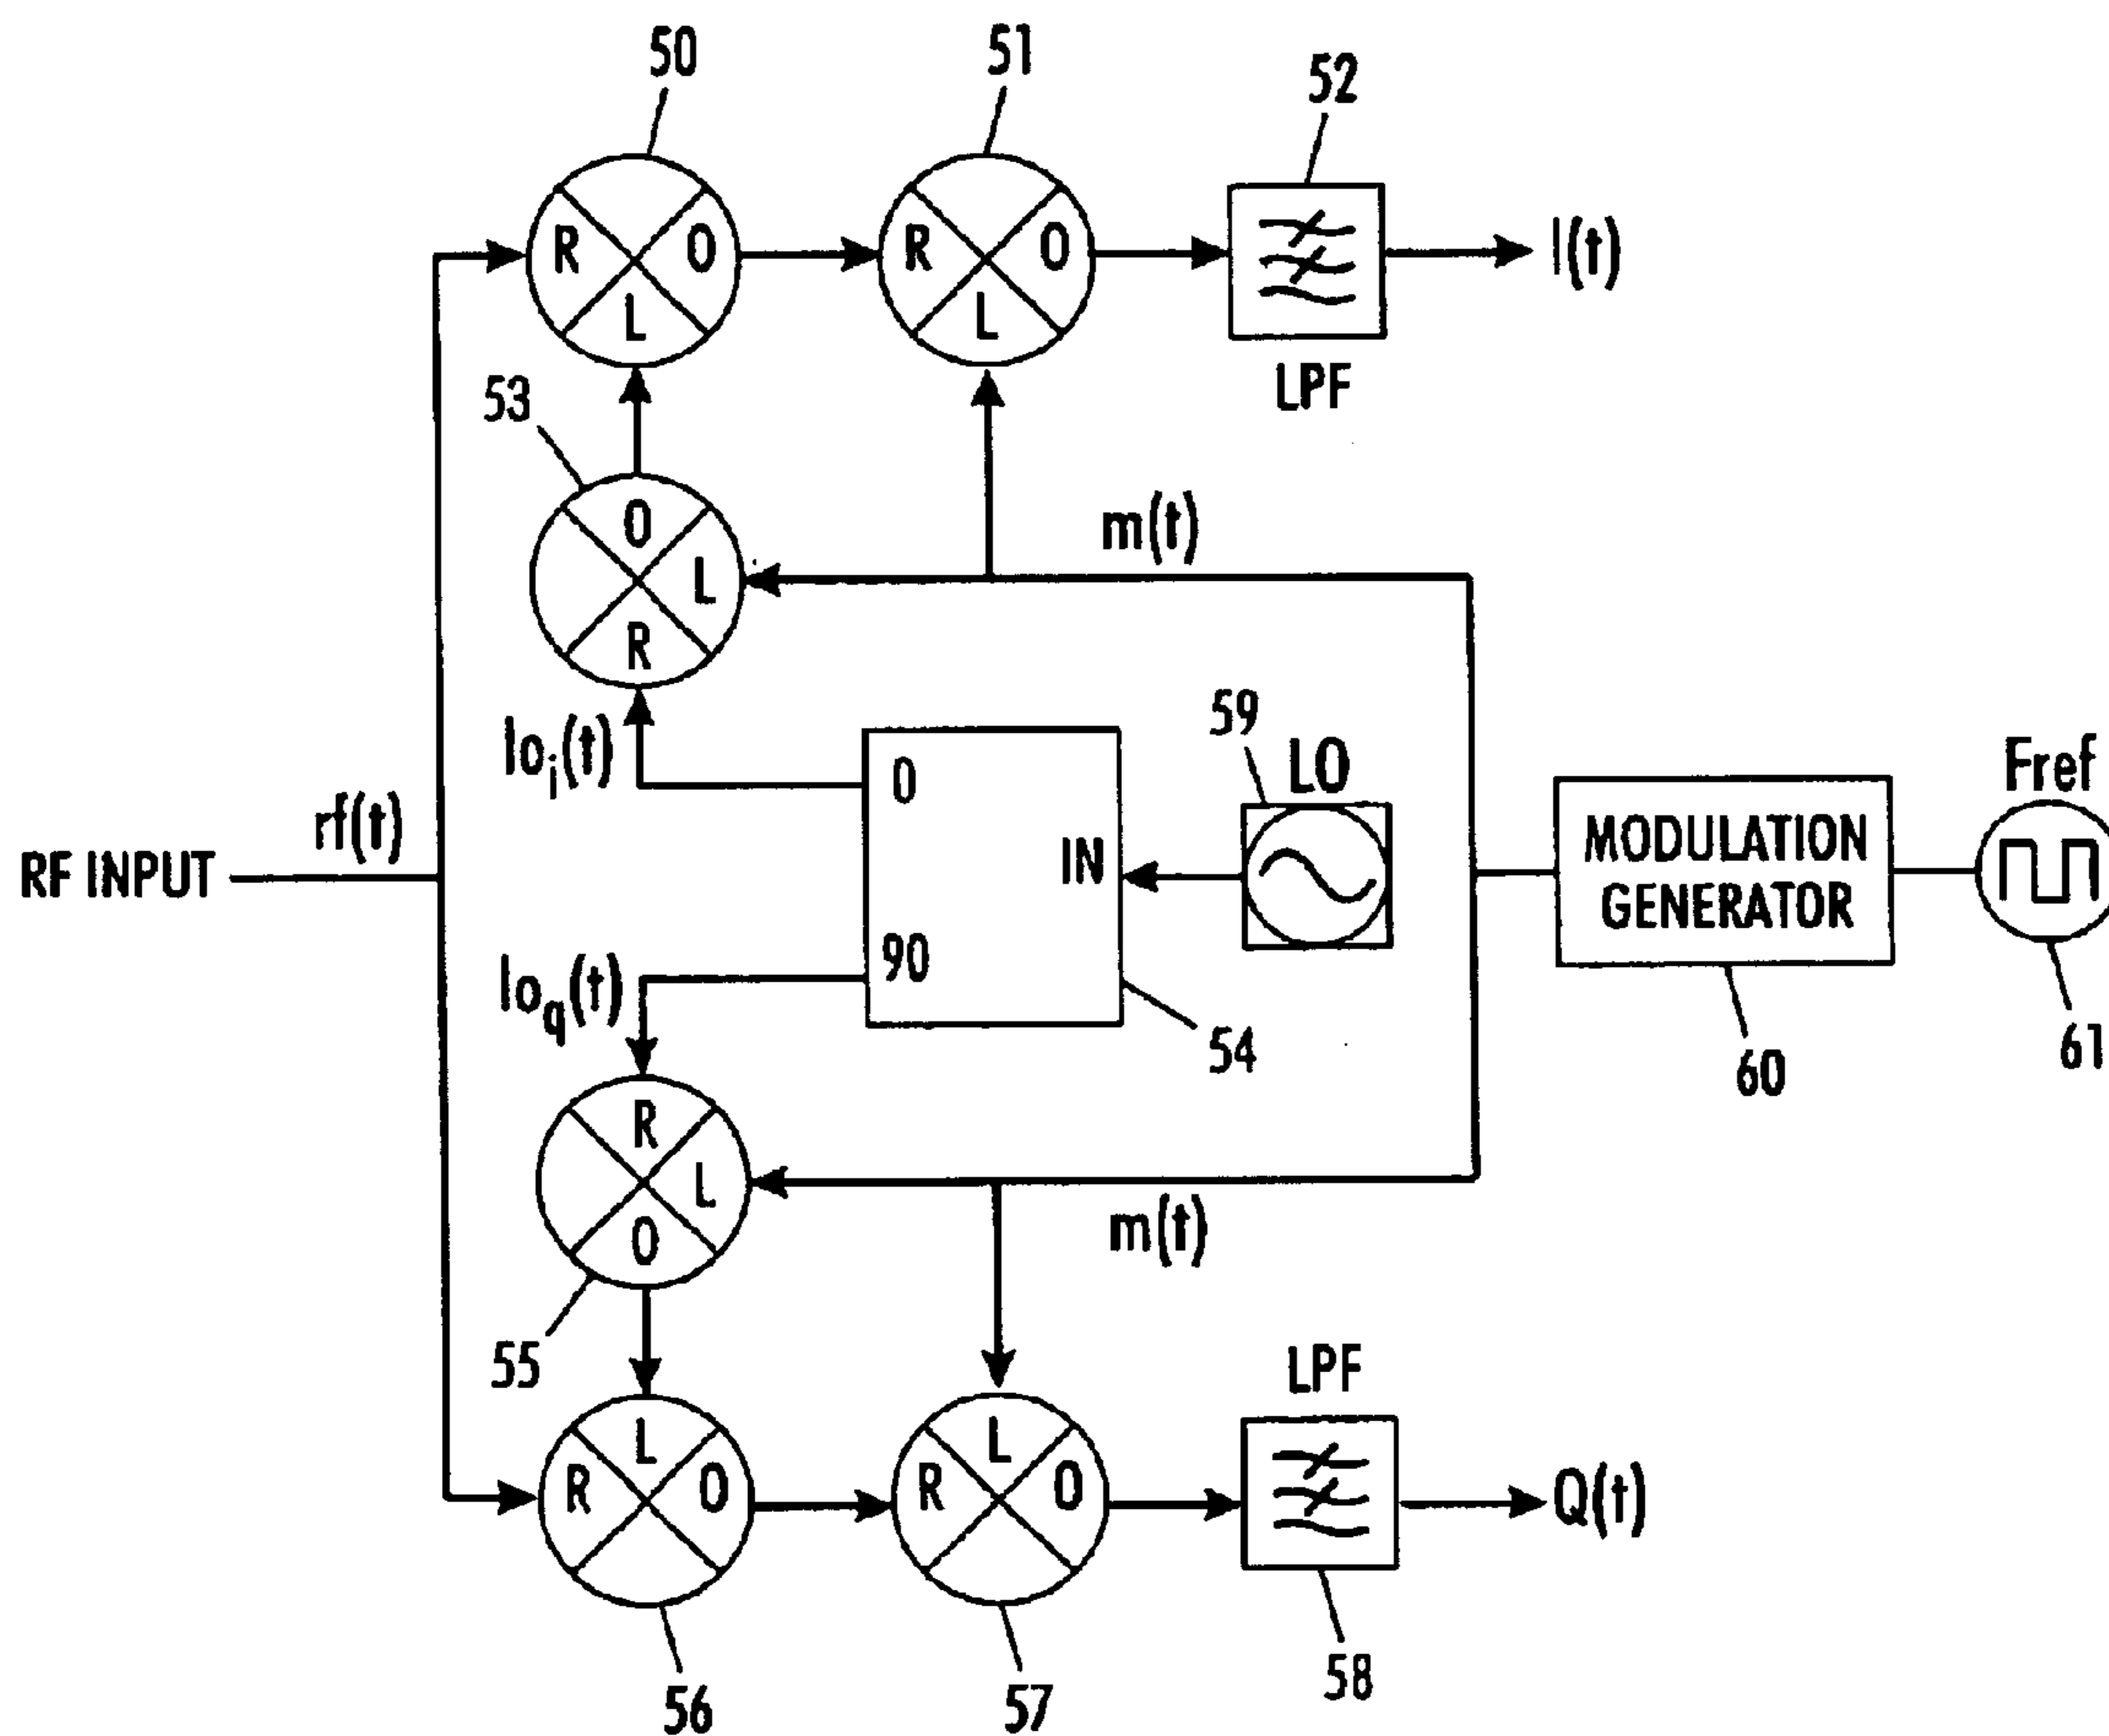 50
51
52
R
O
L
R
O
L
I(t)
LPF
53
O
L
R
m(t)
lo_i(t)
0
IN
90
59
LO
Fref
MODULATION
GENERATOR
rf(t)
RF INPUT
lo_q(t)
54
60
61
R
L
O
m(t)
55
LPF
L
R
O
L
R
O
Q(t)
56
57
58